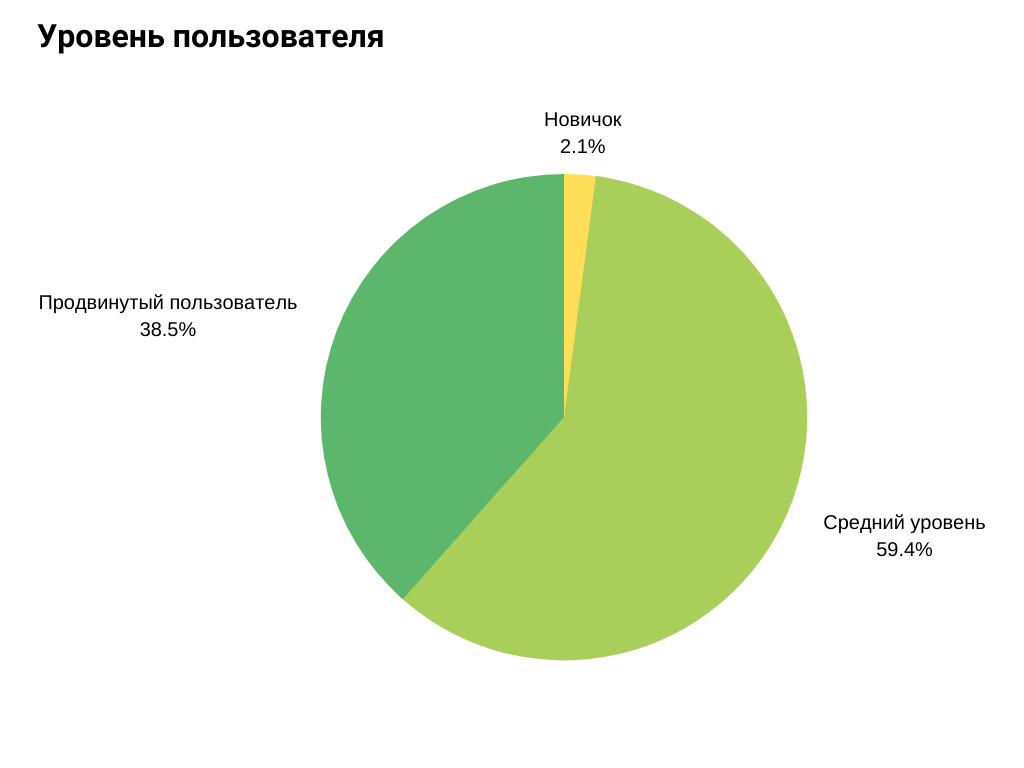 Уровень пользователя
Новичок
2.1%
Продвинутый пользователь
38.5%
Средний уровень
59.4%